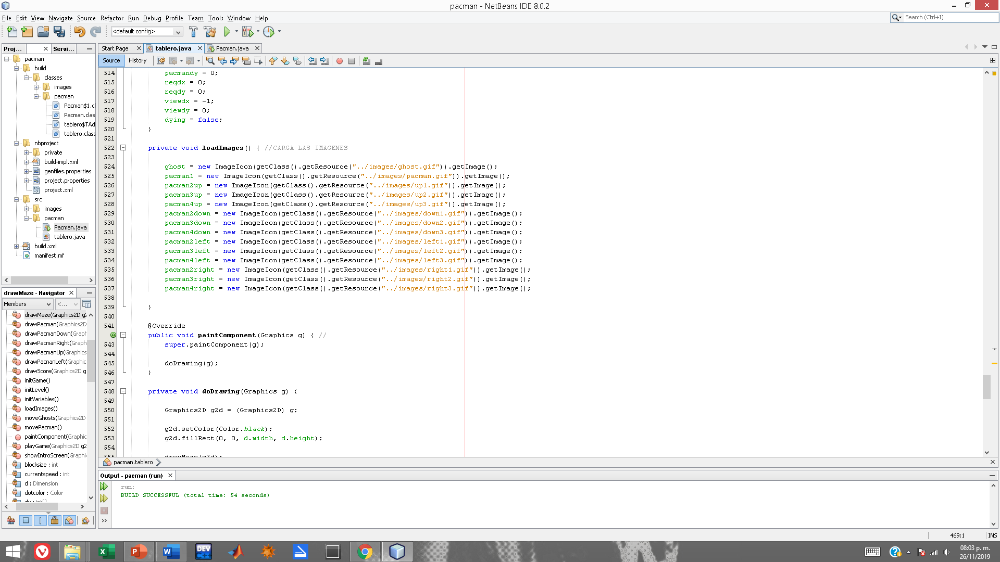 pacman - NetBeans IDE 8.0.2
File Edit View Navigate Source Refactor Run Debug Profile Team Tools Window Help
Search (Ctrl+I)
<default config>
Proj...
Servi...
Start Page
tablero.java
Pacman.java
Source
History
pacman
build
classes
images
pacman
Pacman$1.cl
Pacman.clas
tablero$TAd
tablero.class
nbproject
private
build-impl.xml
genfiles.properties
project.properties
project.xml
src
images
pacman
Pacman.java
tablero.java
build.xml
manifest.mf
514 pacmandy = 0;
515 reqdx = 0;
516 reqdy = 0;
517 viewdx = -1;
518 viewdy = 0;
519 dying = false;
520 }
521
522 private void loadImages() { //CARGA LAS IMAGENES
523
524 ghost = new ImageIcon(getClass().getResource("../images/ghost.gif")).getImage();
525 pacman1 = new ImageIcon(getClass().getResource("../images/pacman.gif")).getImage();
526 pacman2up = new ImageIcon(getClass().getResource("../images/up1.gif")).getImage();
527 pacman3up = new ImageIcon(getClass().getResource("../images/up2.gif")).getImage();
528 pacman4up = new ImageIcon(getClass().getResource("../images/up3.gif")).getImage();
529 pacman2down = new ImageIcon(getClass().getResource("../images/down1.gif")).getImage();
530 pacman3down = new ImageIcon(getClass().getResource("../images/down2.gif")).getImage();
531 pacman4down = new ImageIcon(getClass().getResource("../images/down3.gif")).getImage();
532 pacman2left = new ImageIcon(getClass().getResource("../images/left1.gif")).getImage();
533 pacman3left = new ImageIcon(getClass().getResource("../images/left2.gif")).getImage();
534 pacman4left = new ImageIcon(getClass().getResource("../images/left3.gif")).getImage();
535 pacman2right = new ImageIcon(getClass().getResource("../images/right1.gif")).getImage();
536 pacman3right = new ImageIcon(getClass().getResource("../images/right2.gif")).getImage();
537 pacman4right = new ImageIcon(getClass().getResource("../images/right3.gif")).getImage();
538
539 }
540
541 @Override
public void paintComponent(Graphics g) { //
543 super.paintComponent(g);
544
545 doDrawing(g);
546 }
547
548 private void doDrawing(Graphics g) {
549
550 Graphics2D g2d = (Graphics2D) g;
551
552 g2d.setColor(Color.black);
553 g2d.fillRect(0, 0, d.width, d.height);
554
555 drawMaze(g2d);
pacman.tablero
drawMaze - Navigator
Members
<...
drawMaze(Graphics2D g2
drawPacman(Graphics2D
drawPacmanDown(Graph
drawPacmanRight(Graph
drawPacmanUp(Graphics
drawPacnanLeft(Graphic
drawScore(Graphics2D g
initGame()
initLevel()
initVariables()
loadImages()
moveGhosts(Graphics2D
movePacman()
paintComponent(Graphic
playGame(Graphics2D g2
showIntroScreen(Graphi
blocksize : int
currentspeed : int
d : Dimension
dotcolor : Color
dx : int[]
Output - pacman (run)
run:
BUILD SUCCESSFUL (total time: 54 seconds)
469:1
INS
DEV
C++
08:03 p. m.
26/11/2019